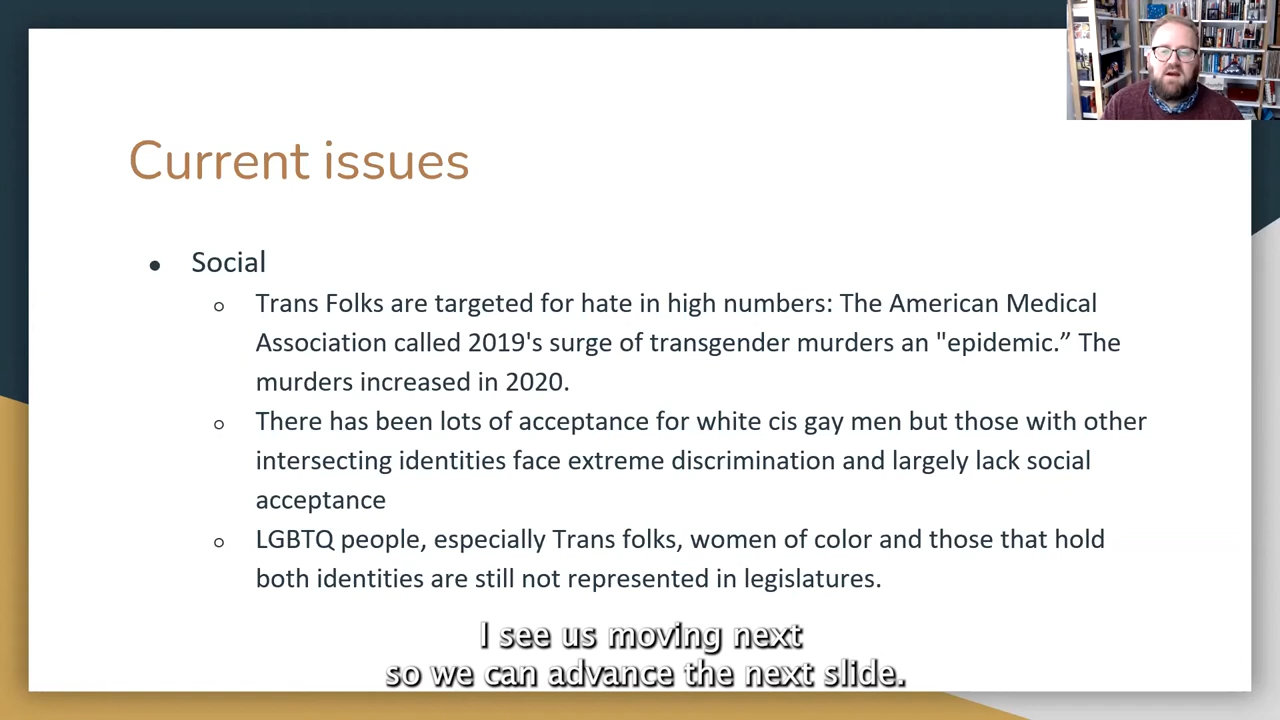 Current issues
● Social
○ Trans Folks are targeted for hate in high numbers: The American Medical
Association called 2019's surge of transgender murders an "epidemic.” The
murders increased in 2020.
○ There has been lots of acceptance for white cis gay men but those with other
intersecting identities face extreme discrimination and largely lack social
acceptance
○ LGBTQ people, especially Trans folks, women of color and those that hold
both identities are still not represented in legislatures.
I see us moving next
so we can advance the next slide.